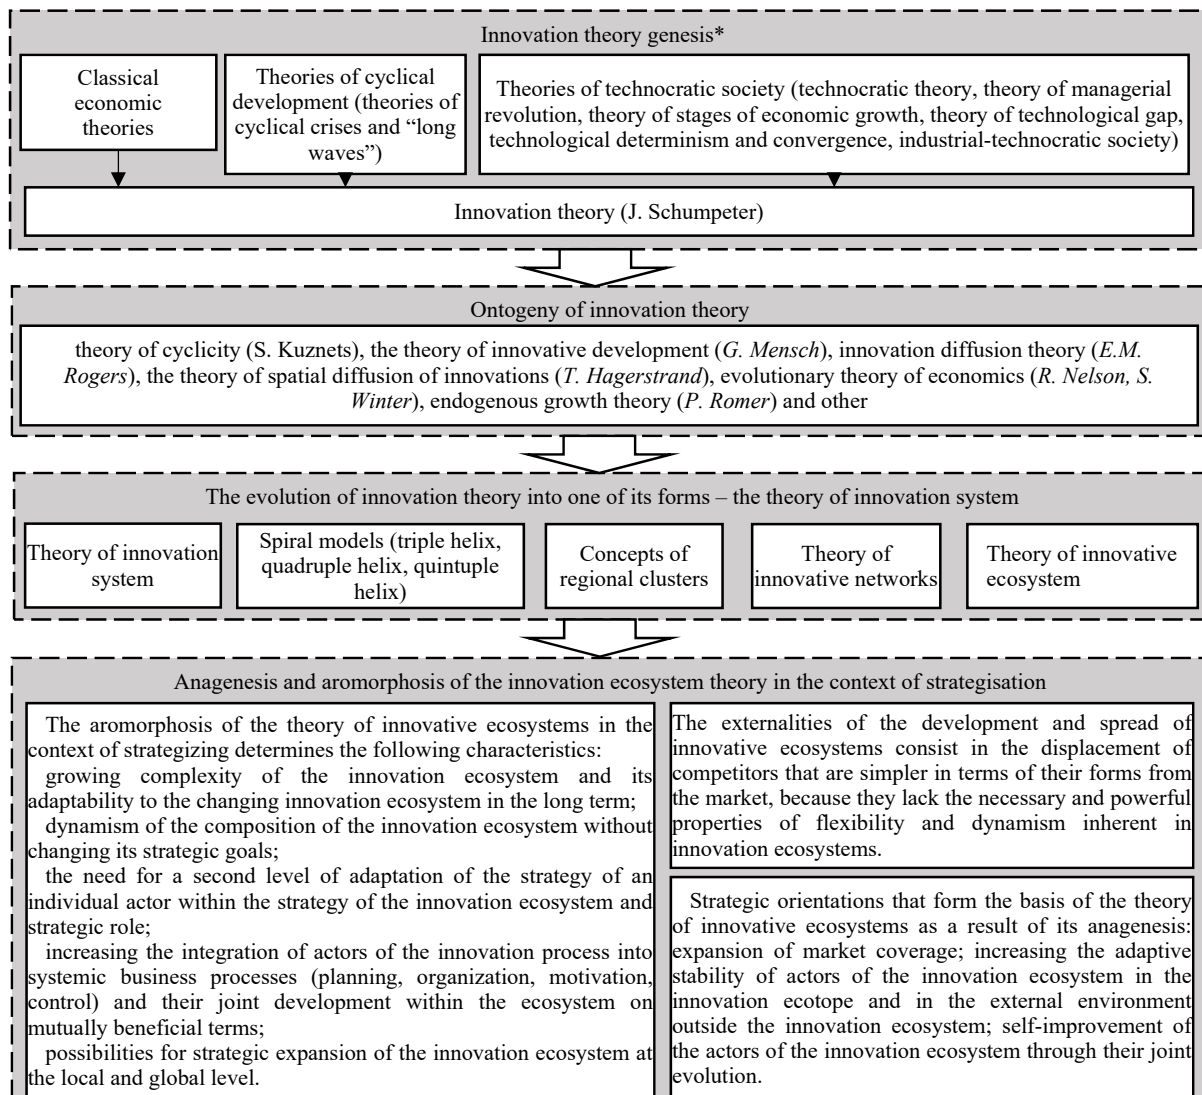 Innovation theory genesis*
Classical
economic
theories
Theories of cyclical
development (theories of
cyclical crises and “long
waves”)
Theories of technocratic society (technocratic theory, theory of managerial
revolution, theory of stages of economic growth, theory of technological gap,
technological determinism and convergence, industrial-technocratic society)
Innovation theory (J. Schumpeter)
Ontogeny of innovation theory
theory of cyclicity (S. Kuznets), the theory of innovative development (G. Mensch), innovation diffusion theory (E.M.
Rogers), the theory of spatial diffusion of innovations (T. Hagerstrand), evolutionary theory of economics (R. Nelson, S.
Winter), endogenous growth theory (P. Romer) and other
The evolution of innovation theory into one of its forms – the theory of innovation system
Theory of innovation
system
Spiral models (triple helix,
quadruple helix, quintuple
helix)
Concepts of
regional clusters
Theory of
innovative networks
Theory of innovative
ecosystem
Anagenesis and aromorphosis of the innovation ecosystem theory in the context of strategisation
The aromorphosis of the theory of innovative ecosystems in the
context of strategizing determines the following characteristics:
growing complexity of the innovation ecosystem and its
adaptability to the changing innovation ecosystem in the long term;
dynamism of the composition of the innovation ecosystem without
changing its strategic goals;
the need for a second level of adaptation of the strategy of an
individual actor within the strategy of the innovation ecosystem and
strategic role;
increasing the integration of actors of the innovation process into
systemic business processes (planning, organization, motivation,
control) and their joint development within the ecosystem on
mutually beneficial terms;
possibilities for strategic expansion of the innovation ecosystem at
the local and global level.
The externalities of the development and spread of
innovative ecosystems consist in the displacement of
competitors that are simpler in terms of their forms from
the market, because they lack the necessary and powerful
properties of flexibility and dynamism inherent in
innovation ecosystems.
Strategic orientations that form the basis of the theory
of innovative ecosystems as a result of its anagenesis:
expansion of market coverage; increasing the adaptive
stability of actors of the innovation ecosystem in the
innovation ecotope and in the external environment
outside the innovation ecosystem; self-improvement of
the actors of the innovation ecosystem through their joint
evolution.